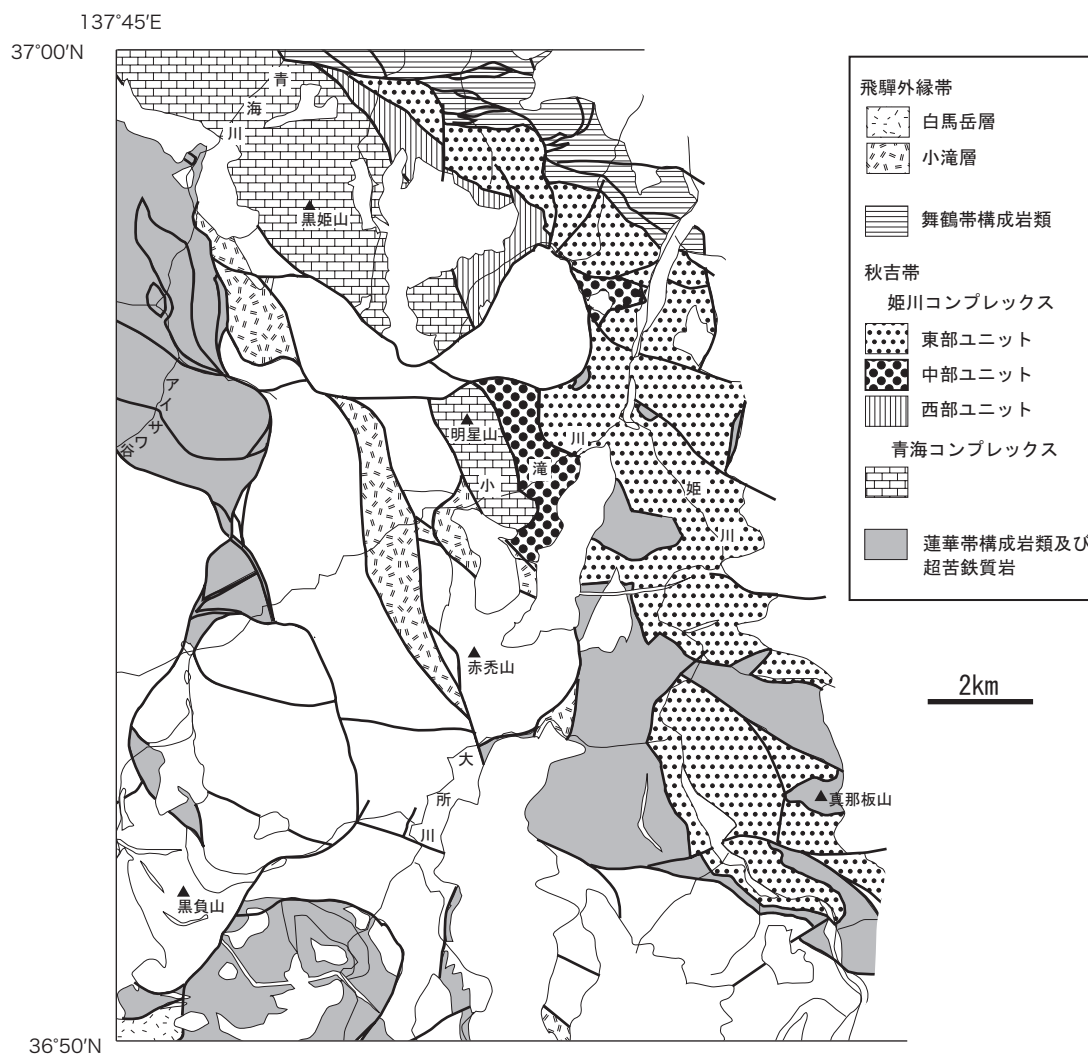 137°45′E
37°00′N
青
海
川
黒姫山
ア
イ
サ
ワ
谷
明星山
小
滝
川
姫
川
赤禿山
大
所
川
真那板山
黒負山
36°50′N
飛騨外縁帯
白馬岳層
小滝層
舞鶴帯構成岩類
秋吉帯
姫川コンプレックス
東部ユニット
中部ユニット
西部ユニット
青海コンプレックス
蓮華帯構成岩類及び
超苦鉄質岩
2km